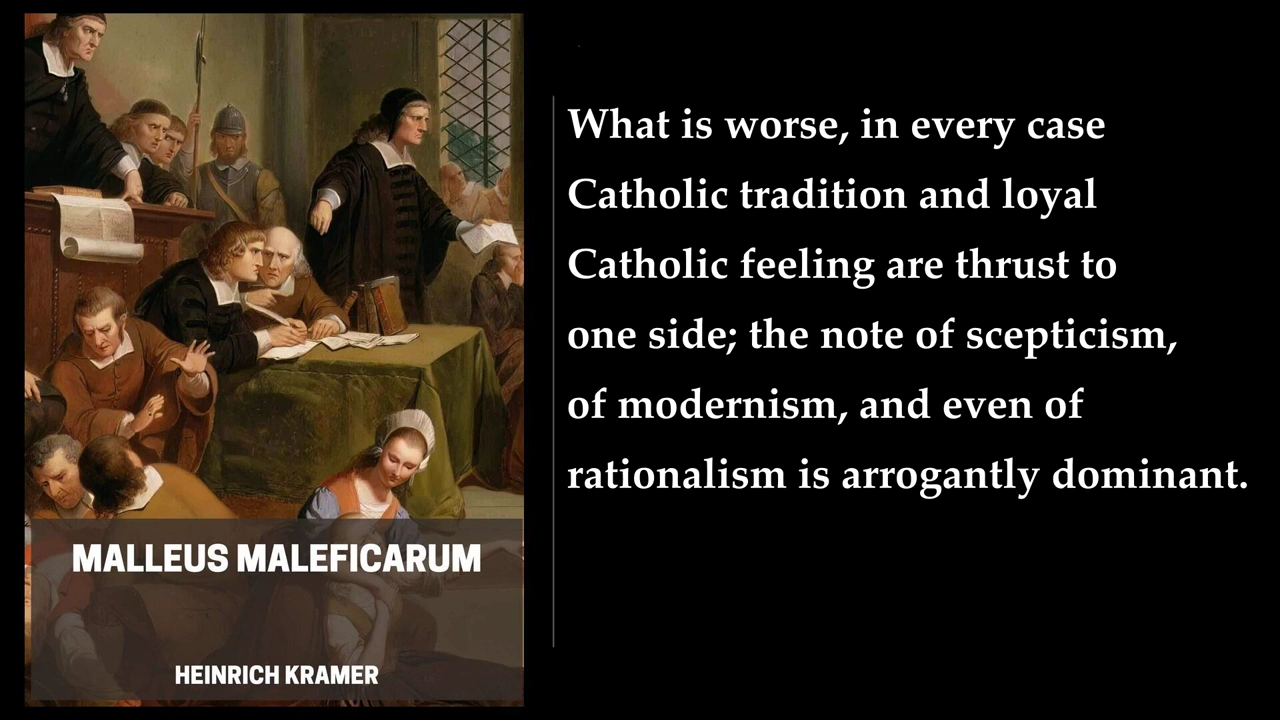 MALLEUS MALEFICARUM
HEINRICH KRAMER
What is worse, in every case
Catholic tradition and loyal
Catholic feeling are thrust to
one side; the note of scepticism,
of modernism, and even of
rationalism is arrogantly dominant.